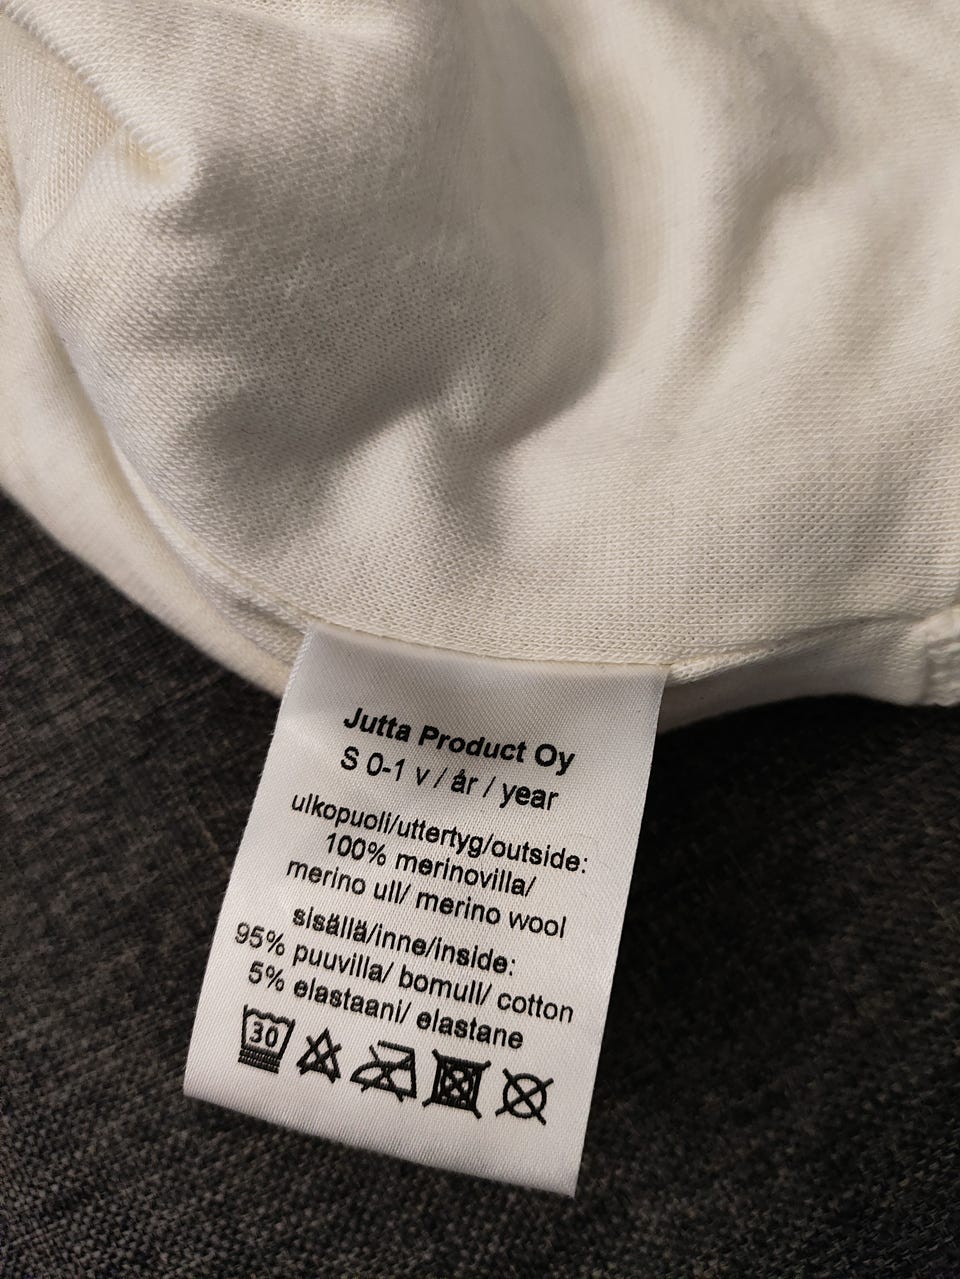 Jutta Product Oy
S 0-1 v / år / year
ulkopuoli/uttertyg/outside:
100% merinovilla/
merino ull/ merino wool
sisällä/inne/inside:
95% puuvilla/ bomull/ cotton
5% elastaani/ elastane
30